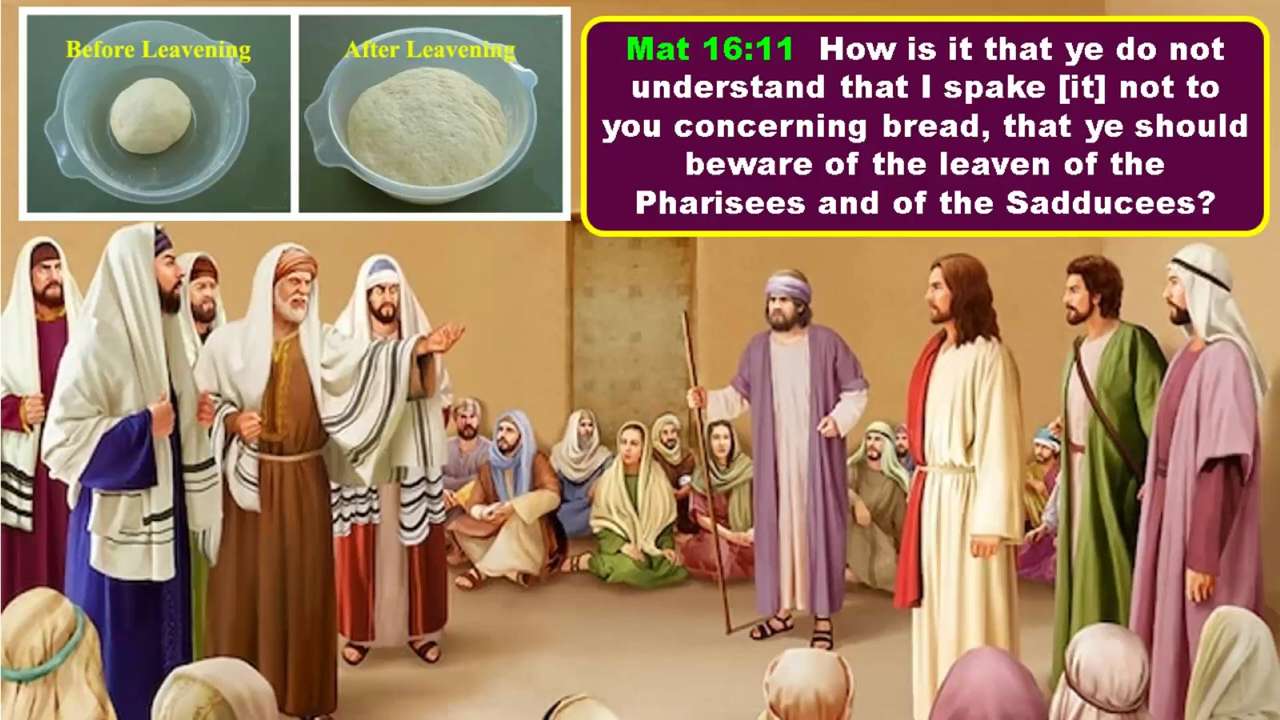 Before Leavening
After Leavening
Mat 16:11 How is it that ye do not
understand that I spake [it] not to
you concerning bread, that ye should
beware of the leaven of the
Pharisees and of the Sadducees?